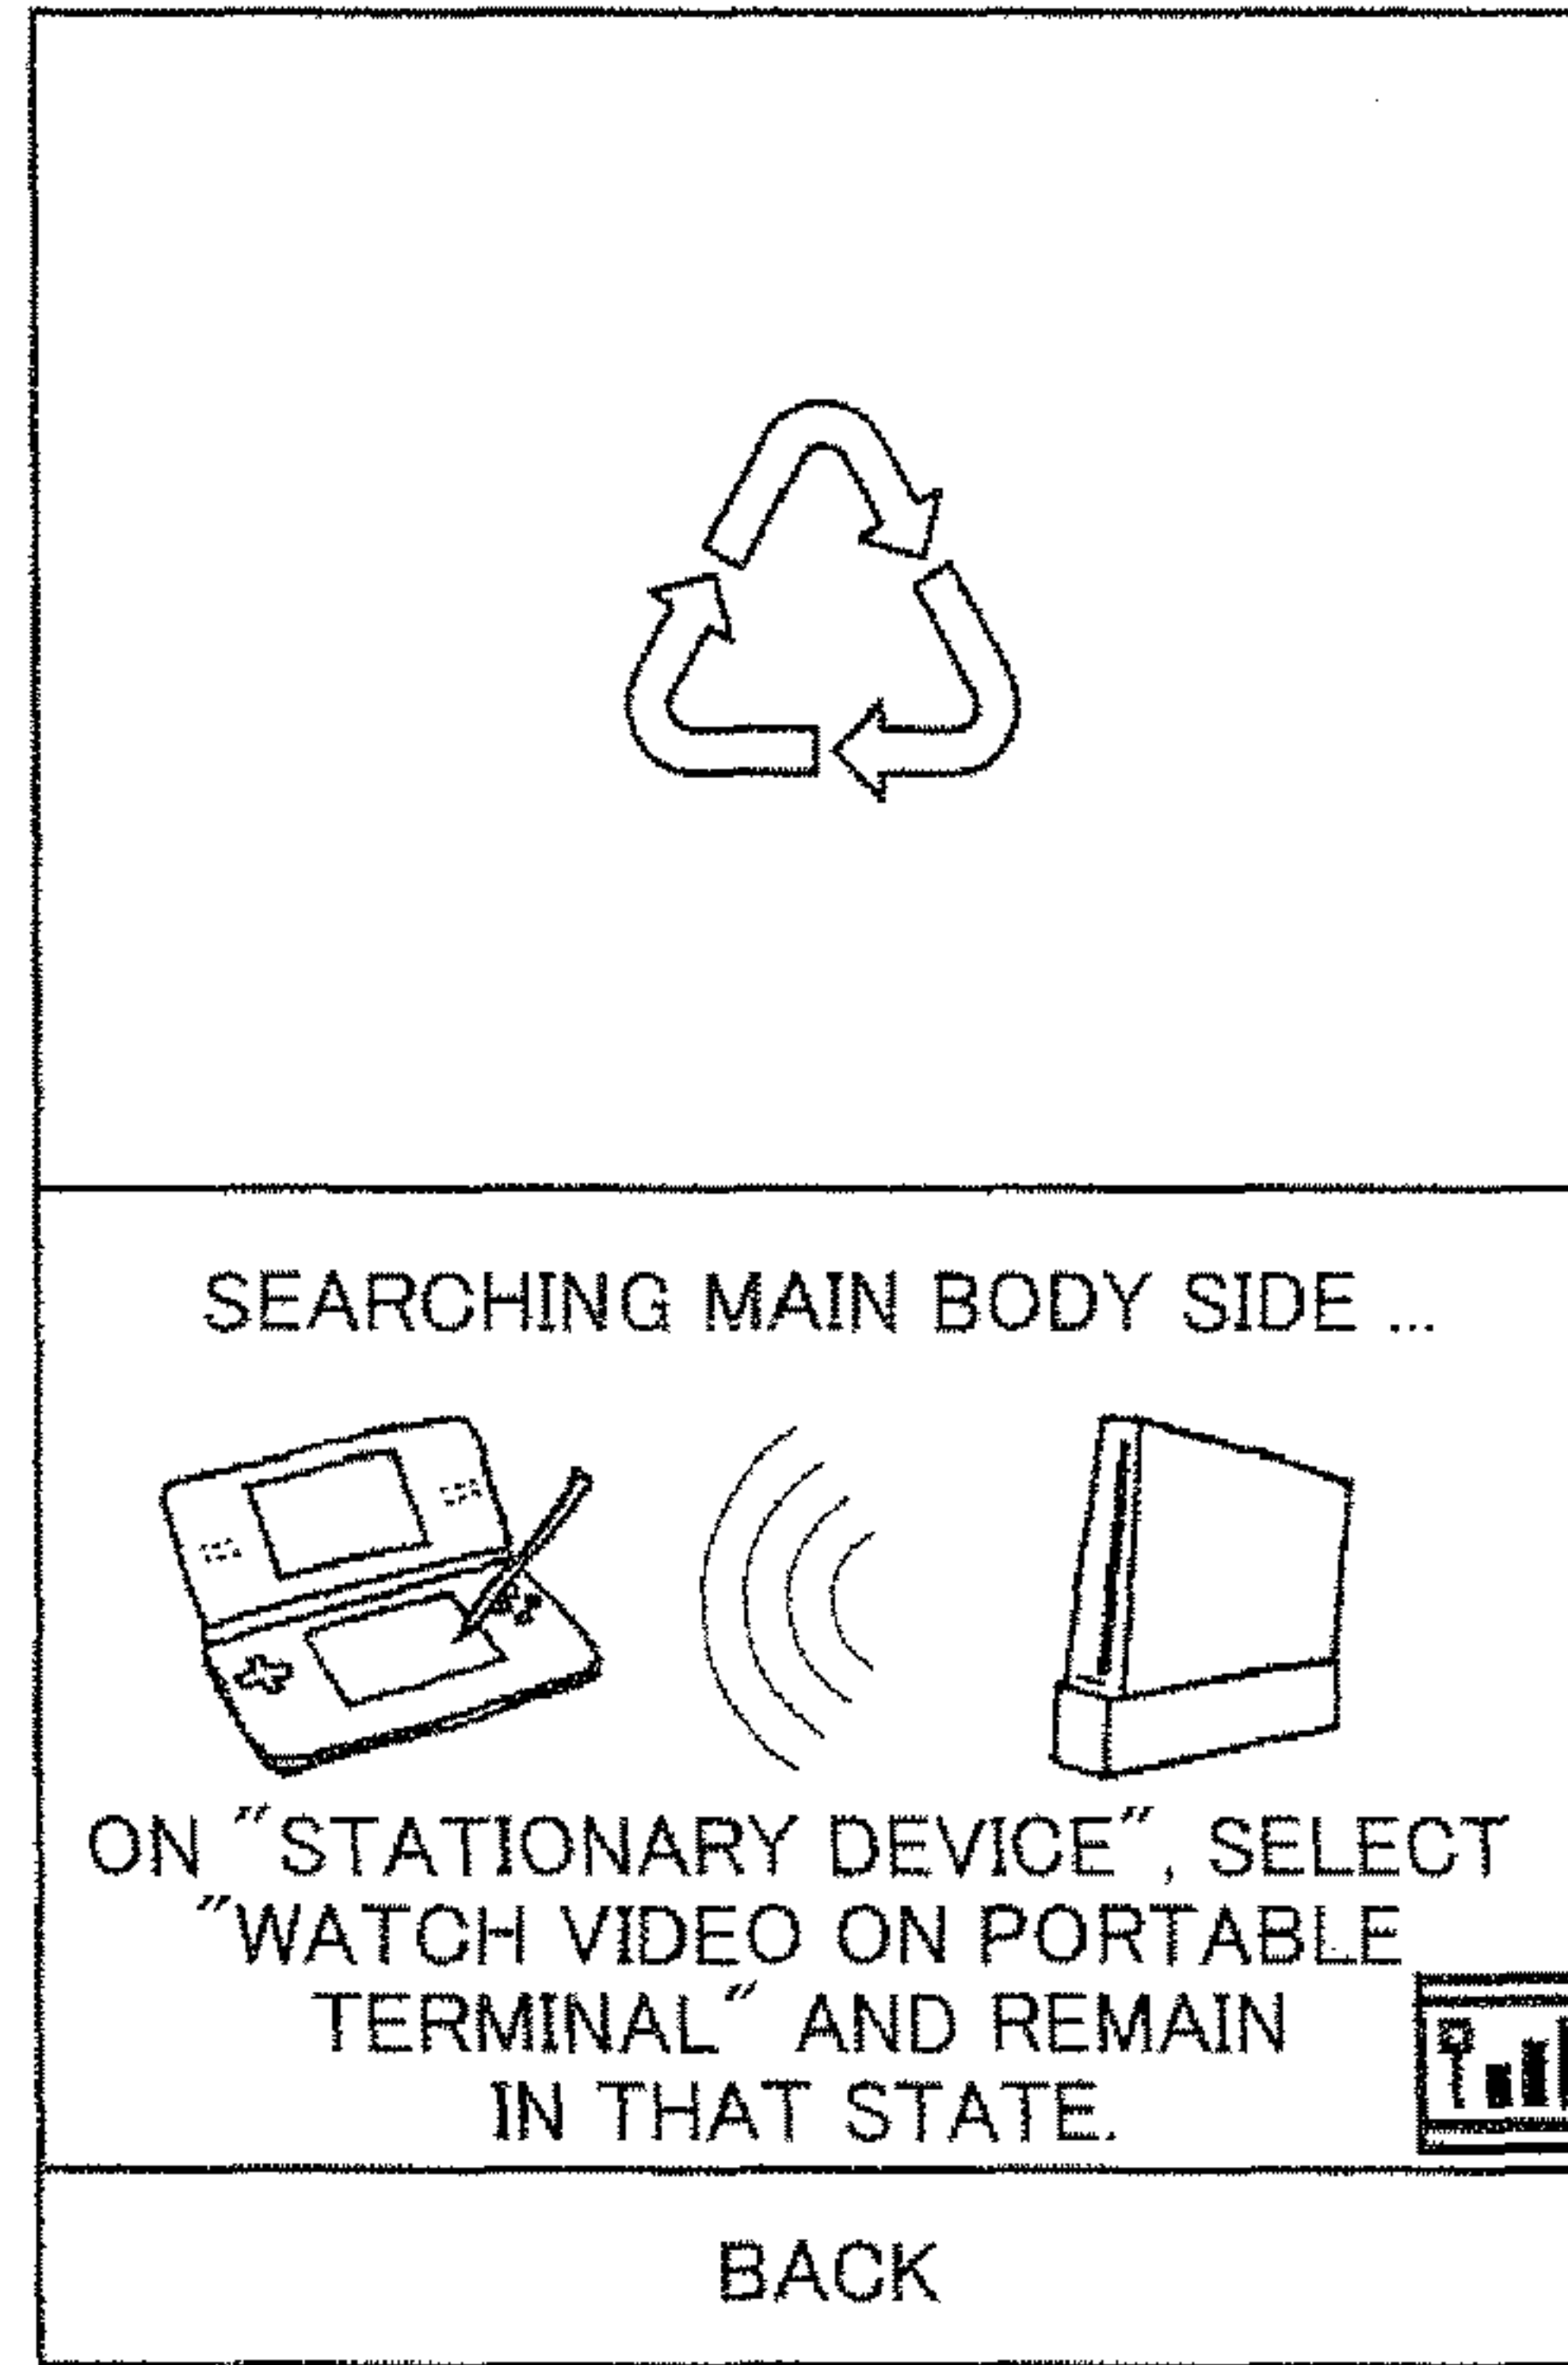 SEARCHING MAIN BODY SIDE ...
ON "STATIONARY DEVICE", SELECT
"WATCH VIDEO ON PORTABLE
TERMINAL" AND REMAIN
IN THAT STATE.
BACK